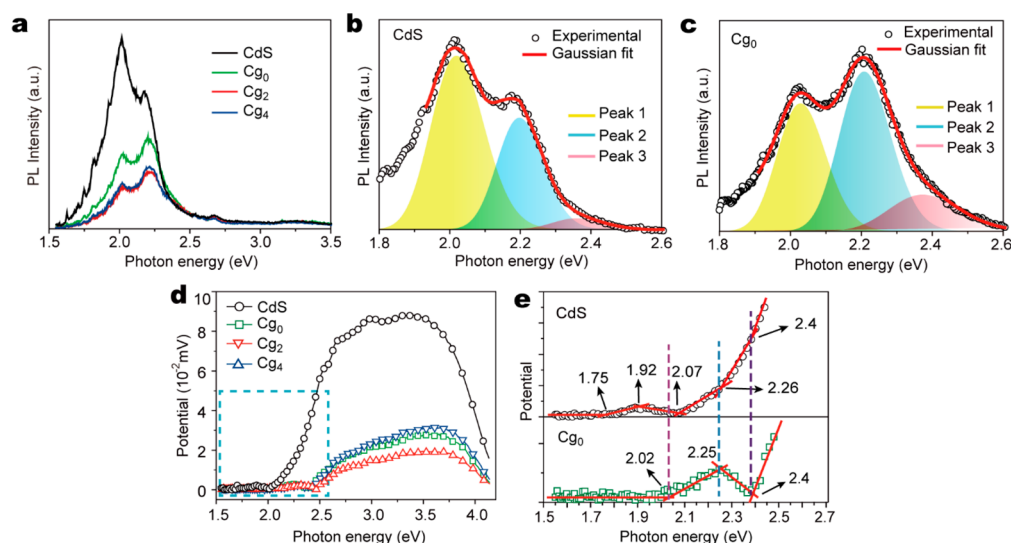 a
PL Intensity (a.u.)
CdS
Cg0
Cg2
Cg4
1.5 2.0 2.5 3.0 3.5
Photon energy (eV)
b
PL Intensity (a.u.)
CdS
Experimental
Gaussian fit
Peak 1
Peak 2
Peak 3
1.8 2.0 2.2 2.4 2.6
Photon energy (eV)
c
PL Intensity (a.u.)
Cg0
Experimental
Gaussian fit
Peak 1
Peak 2
Peak 3
1.8 2.0 2.2 2.4 2.6
Photon energy (eV)
d
Potential (10-2mV)
10
8
6
4
2
0
CdS
Cg0
Cg2
Cg4
1.5 2.0 2.5 3.0 3.5 4.0
Photon energy (eV)
e
Potential
CdS
1.75
1.92
2.07
2.4
2.26
Cg0
2.02
2.25
2.4
1.5 1.7 1.9 2.1 2.3 2.5 2.7
Photon energy (eV)